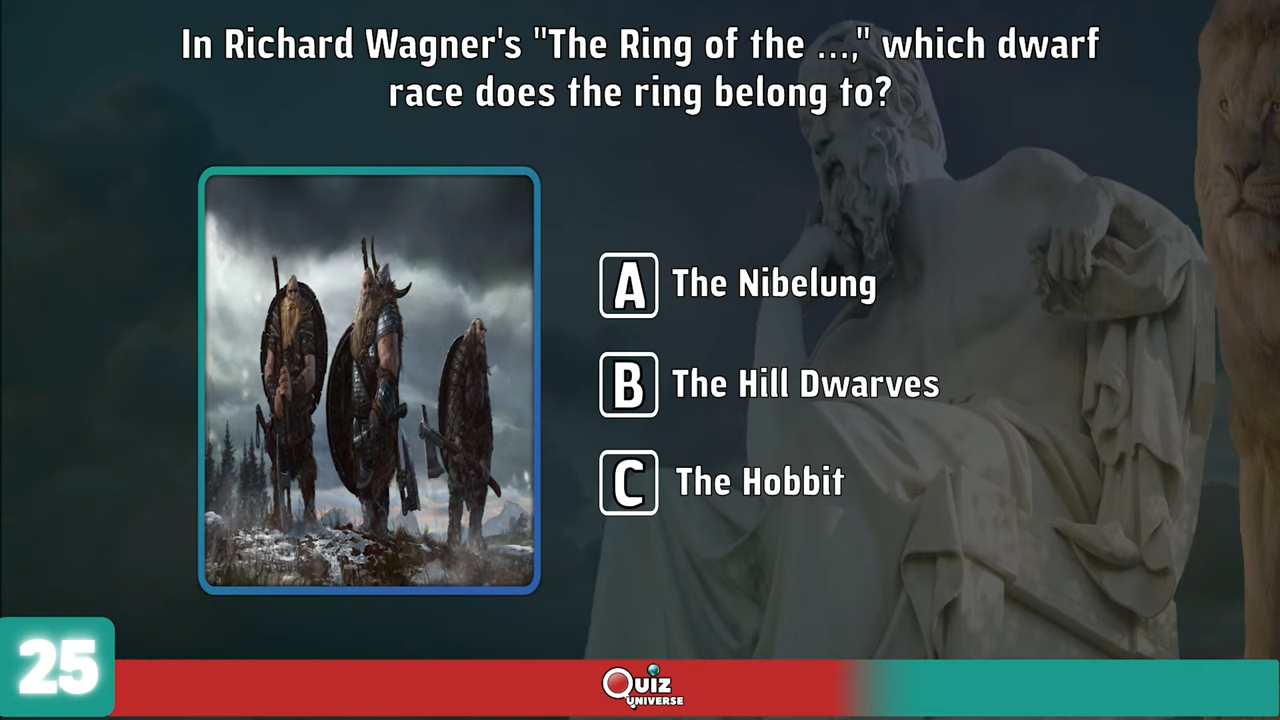 In Richard Wagner's "The Ring of the ...," which dwarf
race does the ring belong to?
A The Nibelung
B The Hill Dwarves
C The Hobbit
25
QUIZ
UNIVERSE